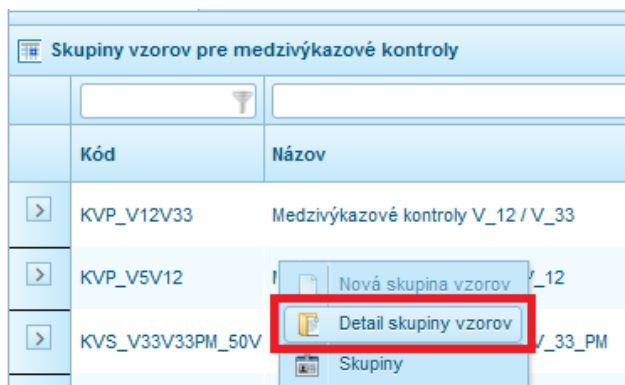 Skupiny vzorov pre medzivýkazové kontroly
Kód Názov
KVP_V12V33 Medzivýkazové kontroly V_12 / V_33
KVP_V5V12 V_12
Nová skupina vzorov
Detail skupiny vzorov
KVS_V33V33PM_50V V_33_PM
Skupiny